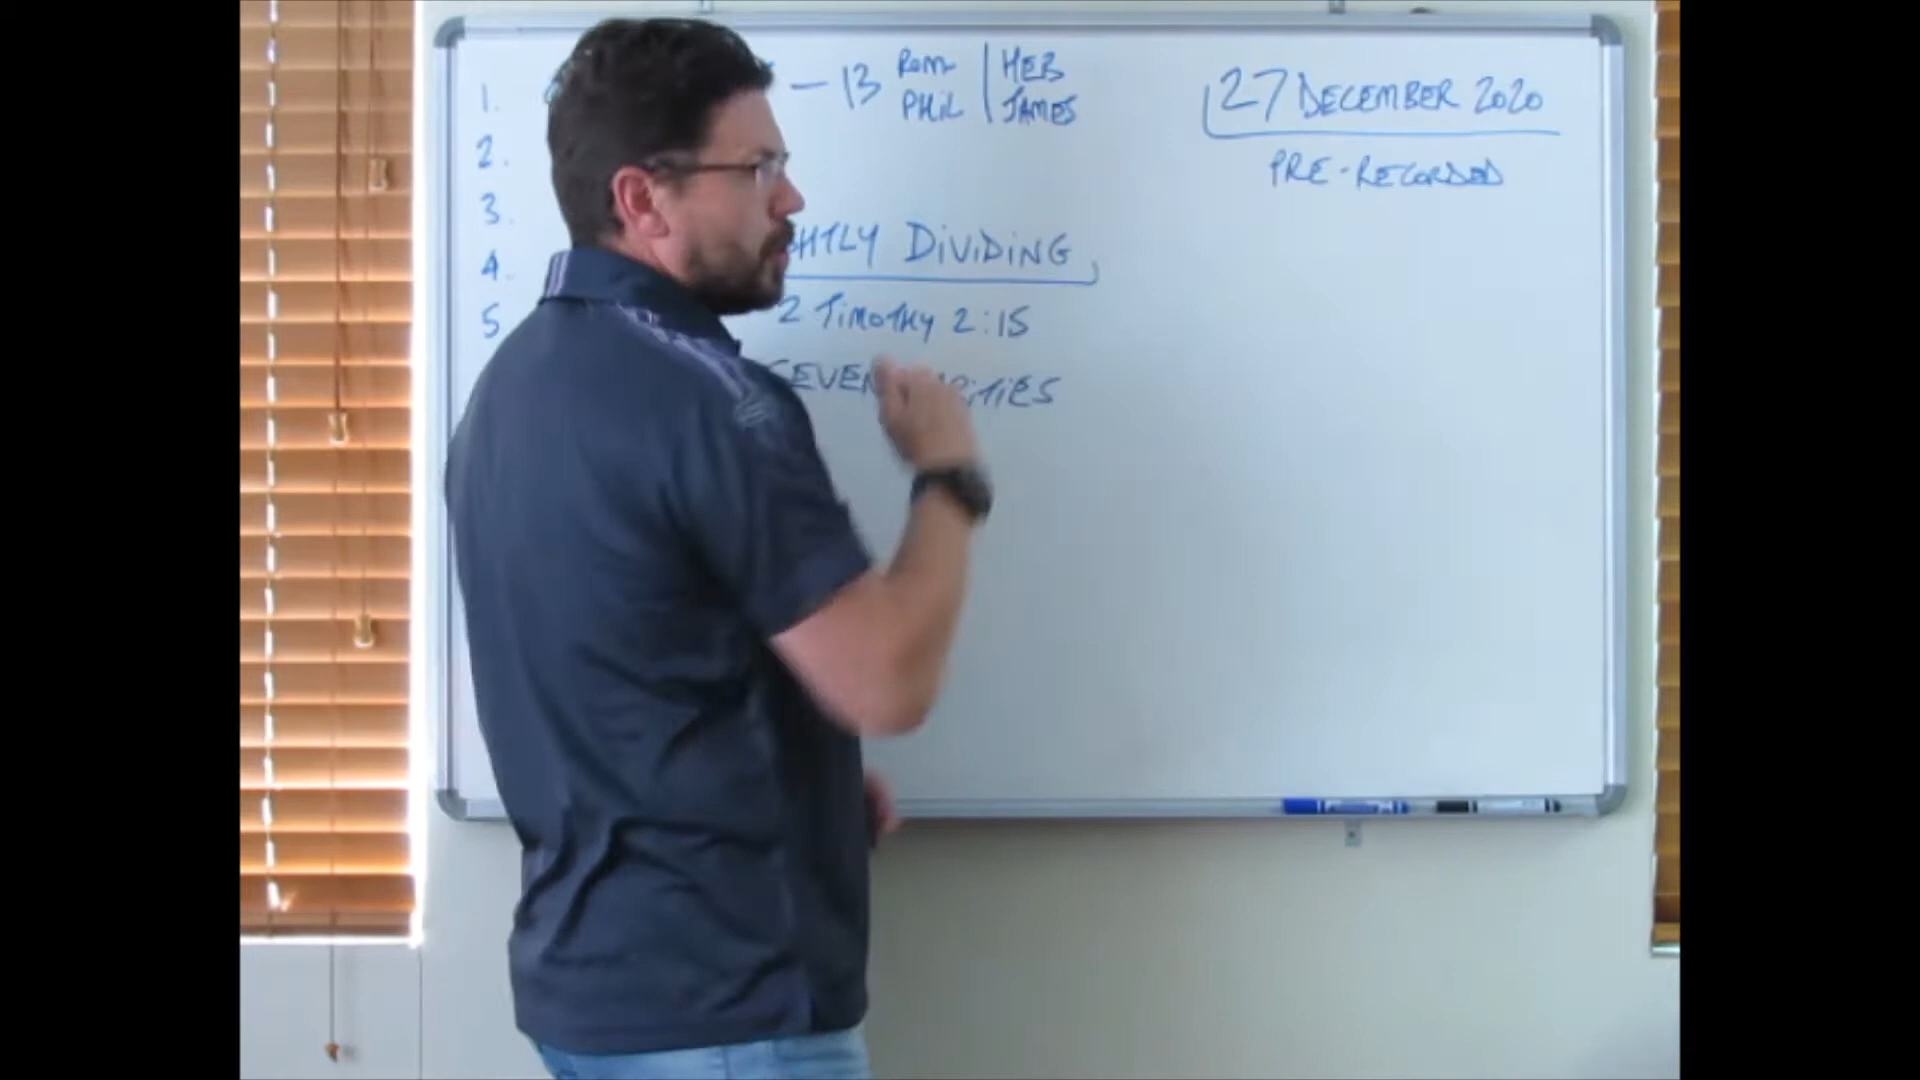 1. — 13 Rom | HEB
PHIL | JAMES
2.
3.
4.
5
HTLY DIVIDING
2 TIMOTHY 2:15
SEVEN
27 DECEMBER 2020
PRE-RECORDED